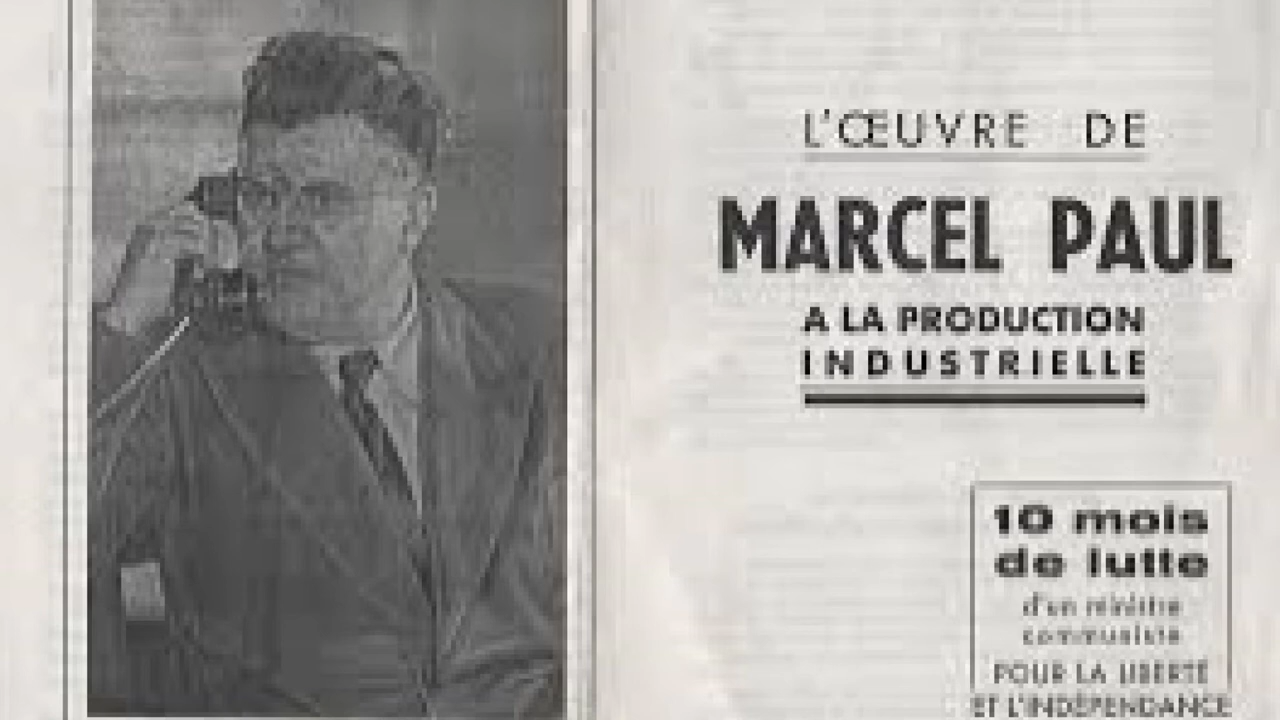 L'ŒUVRE DE
MARCEL PAUL
A LA PRODUCTION
INDUSTRIELLE
10 mois
de lutte
d'un ministre
communiste
POUR LA LIBERTÉ
ET L'INDÉPENDANCE